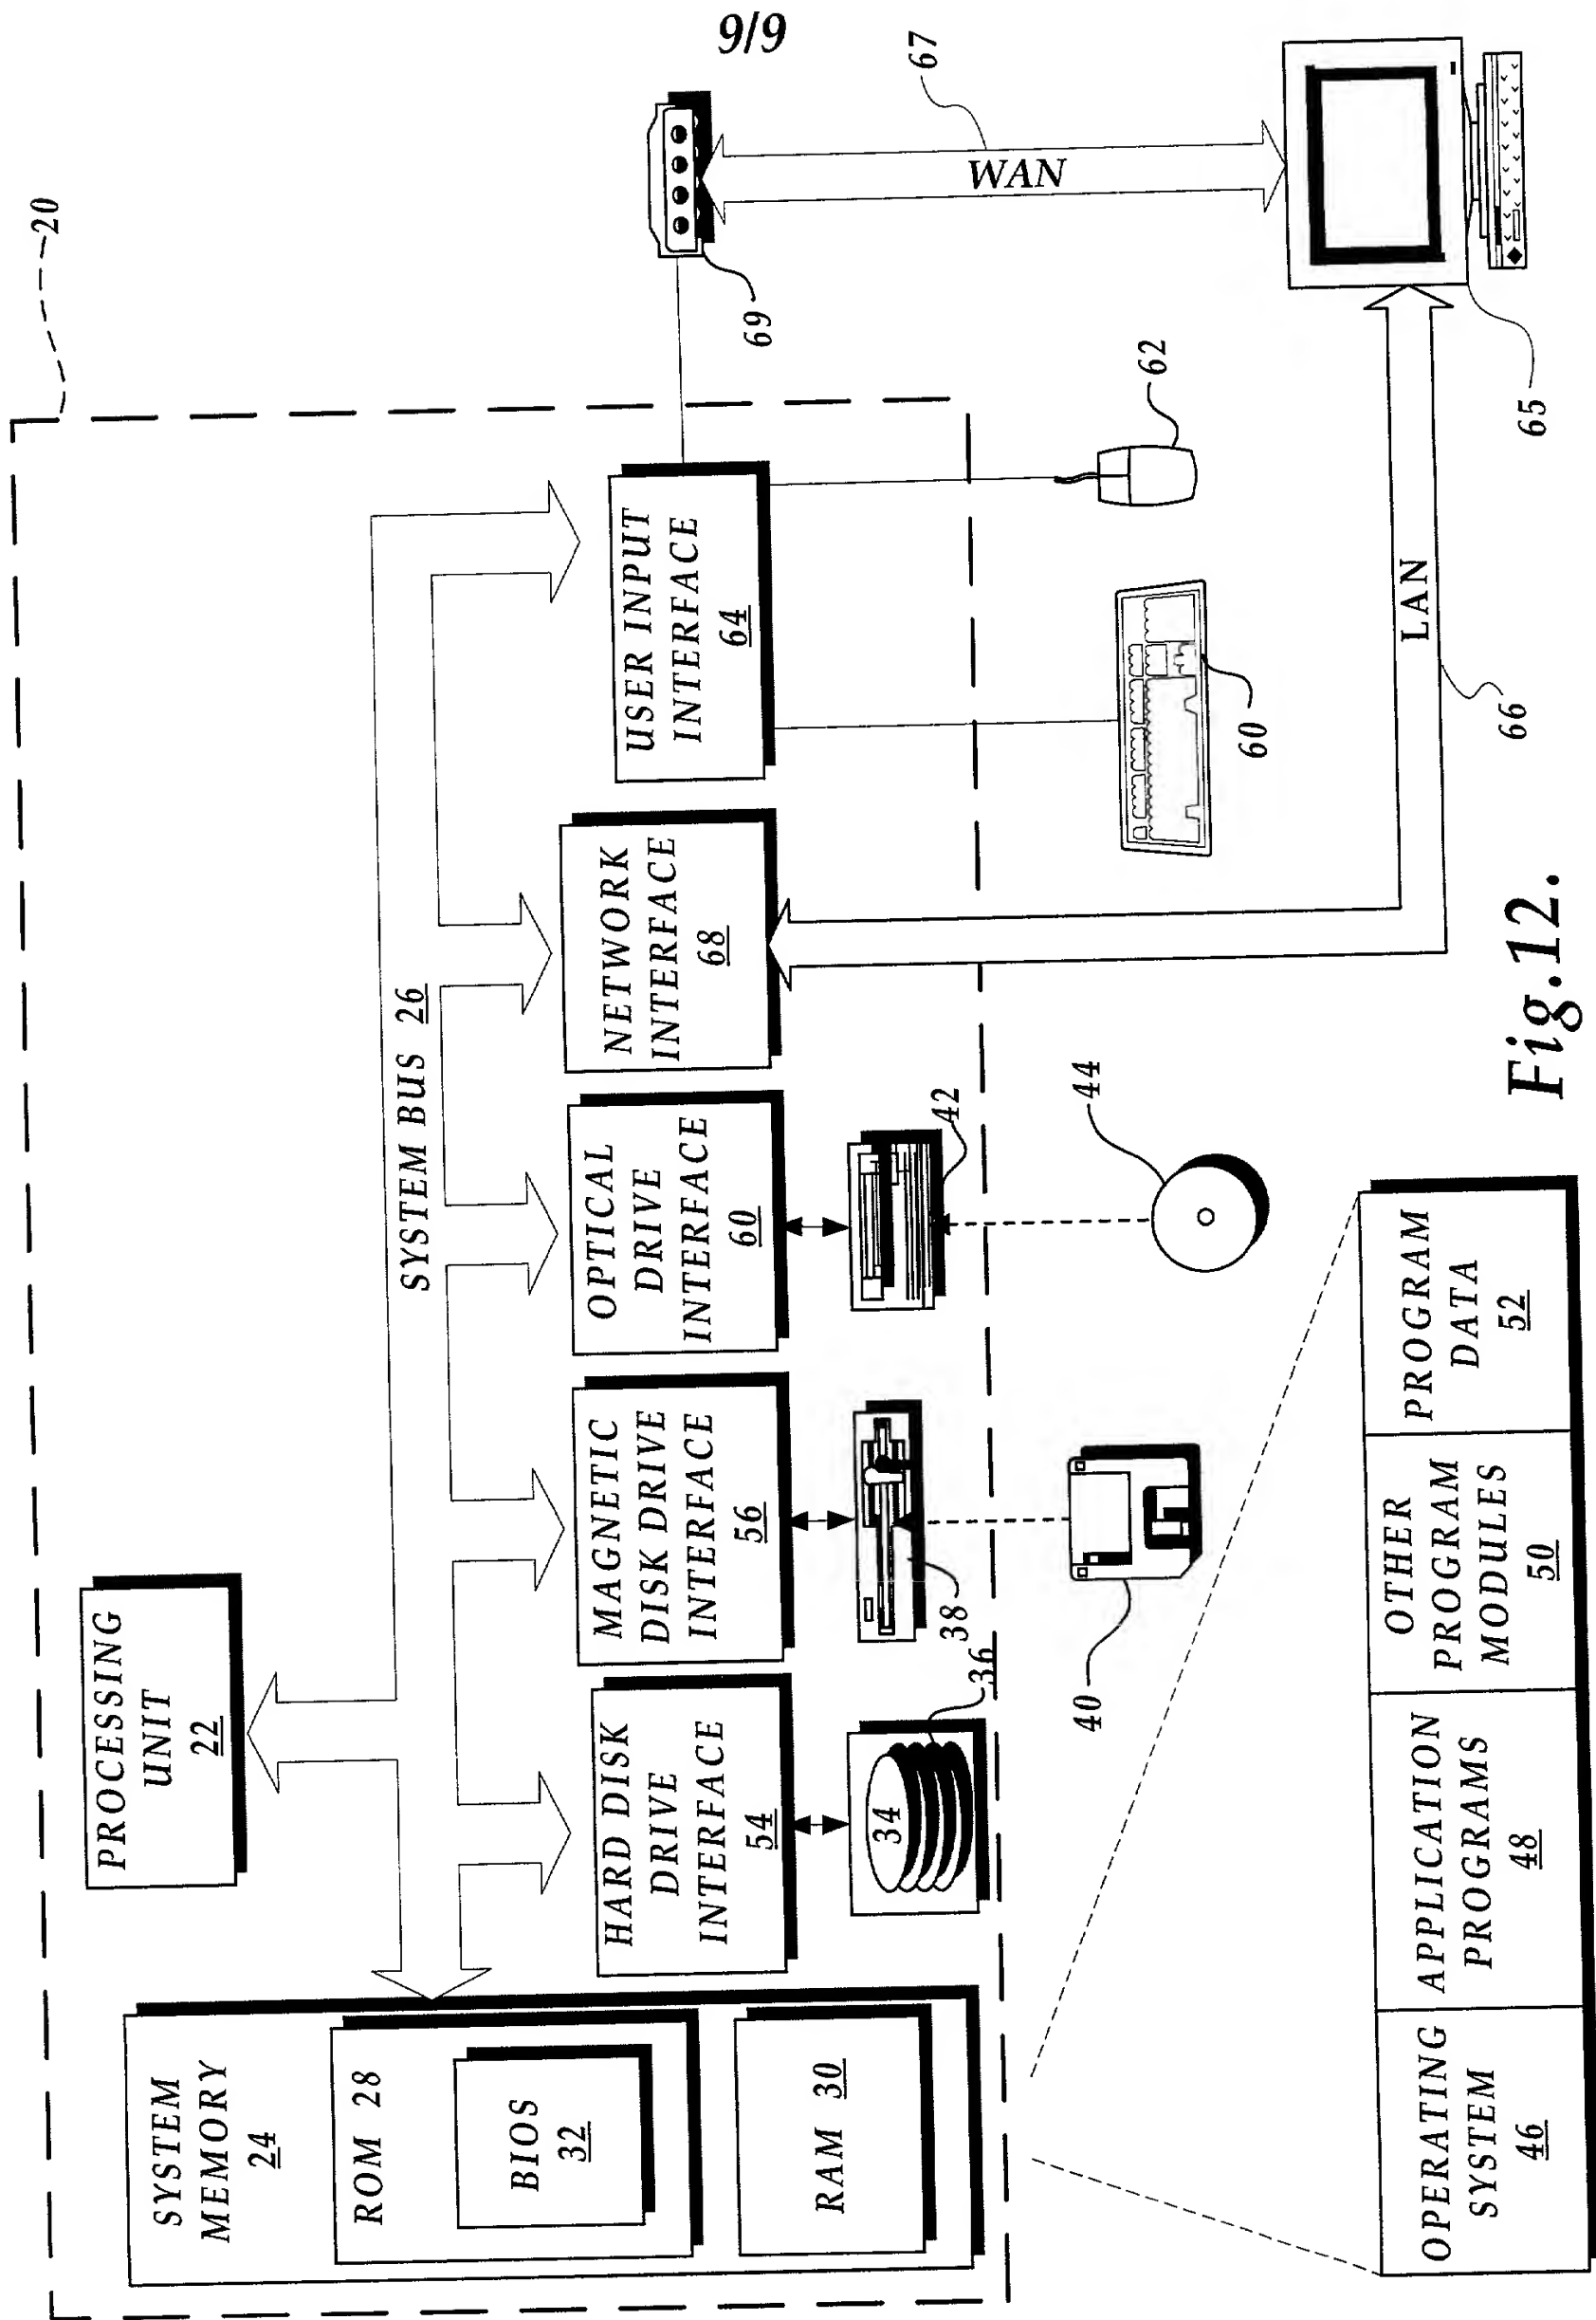 9/9
20
PROCESSING
UNIT
22
SYSTEM
MEMORY
24
ROM 28
BIOS
32
RAM 30
SYSTEM BUS 26
HARD DISK
DRIVE
INTERFACE
54
MAGNETIC
DISK DRIVE
INTERFACE
56
OPTICAL
DRIVE
INTERFACE
60
NETWORK
INTERFACE
68
USER INPUT
INTERFACE
64
34
36
38
42
40
44
60
62
69
WAN
67
LAN
66
65
OPERATING
SYSTEM
46
APPLICATION
PROGRAMS
48
OTHER
PROGRAM
MODULES
50
PROGRAM
DATA
52
Fig.12.